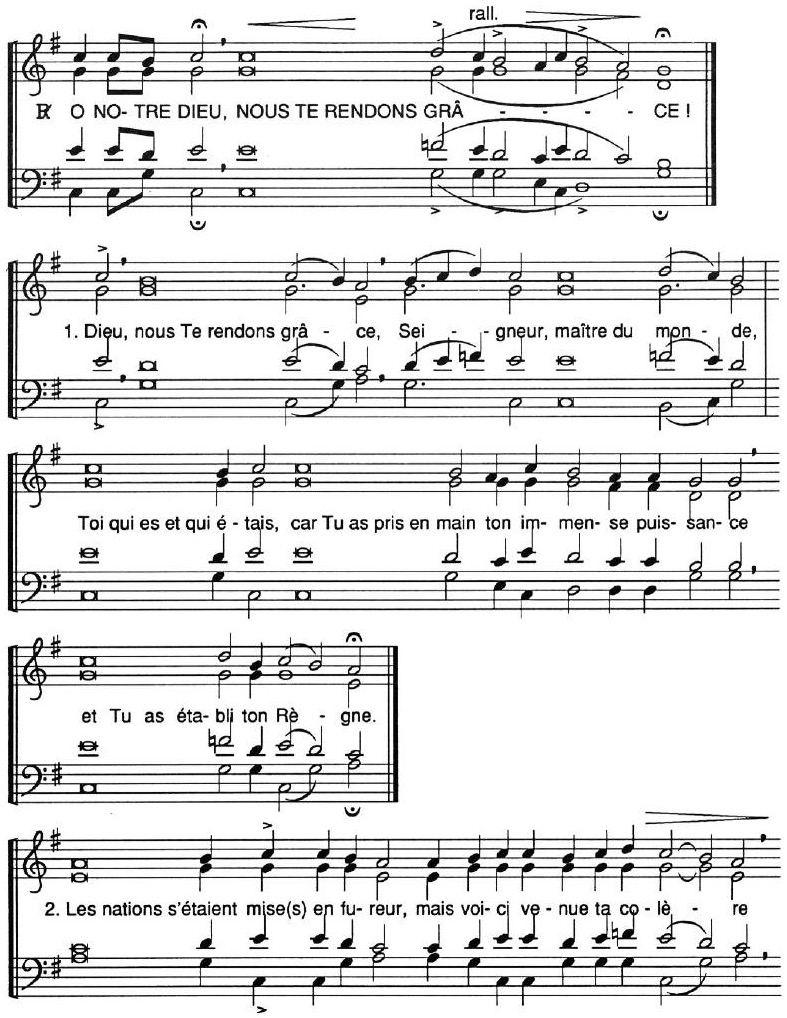 rall.
℟ O NO- TRE DIEU, NOUS TE RENDONS GRÂ - - - - CE !
1. Dieu, nous Te rendons grâ - ce, Sei - - gneur, maître du mon - de,
Toi qui es et qui é - tais, car Tu as pris en main ton im- men- se puis- san- ce
et Tu as éta- bli ton Rè - gne.
2. Les nations s'étaient mise(s) en fu- reur, mais voi- ci ve - nue ta co - lè - re